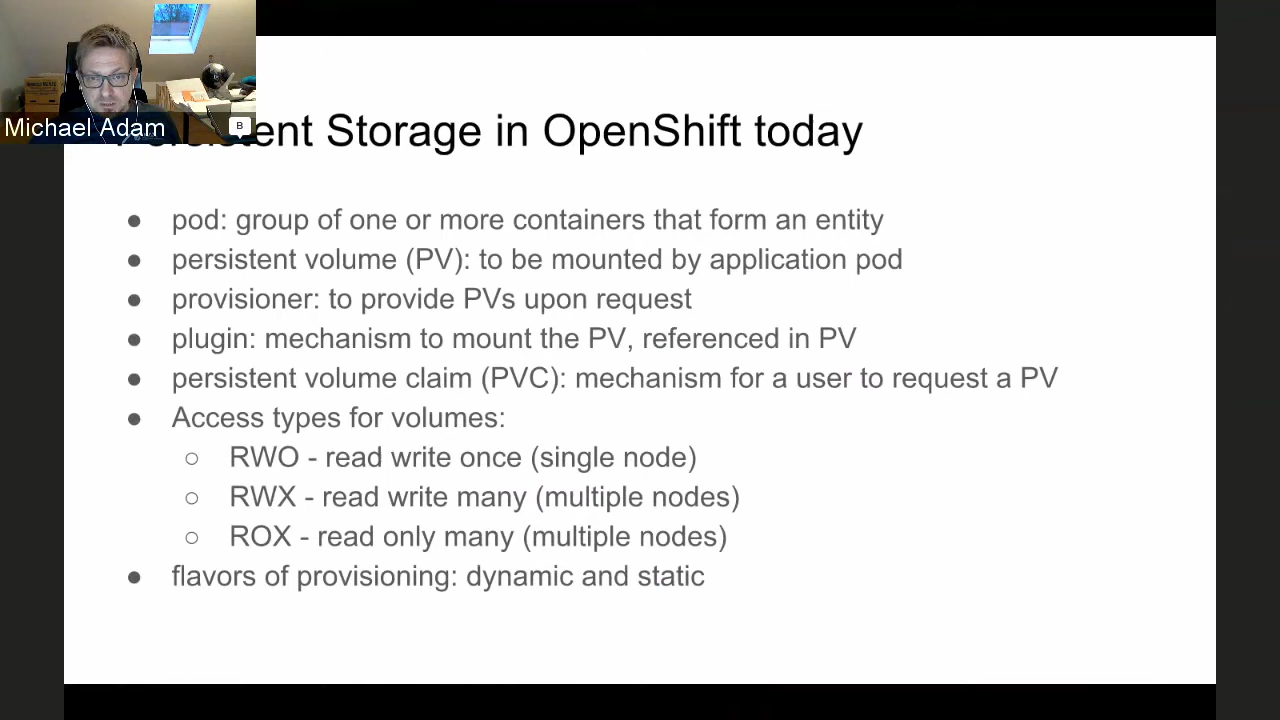 Michael Adam
B
Persistent Storage in OpenShift today
● pod: group of one or more containers that form an entity
● persistent volume (PV): to be mounted by application pod
● provisioner: to provide PVs upon request
● plugin: mechanism to mount the PV, referenced in PV
● persistent volume claim (PVC): mechanism for a user to request a PV
● Access types for volumes:
○ RWO - read write once (single node)
○ RWX - read write many (multiple nodes)
○ ROX - read only many (multiple nodes)
● flavors of provisioning: dynamic and static